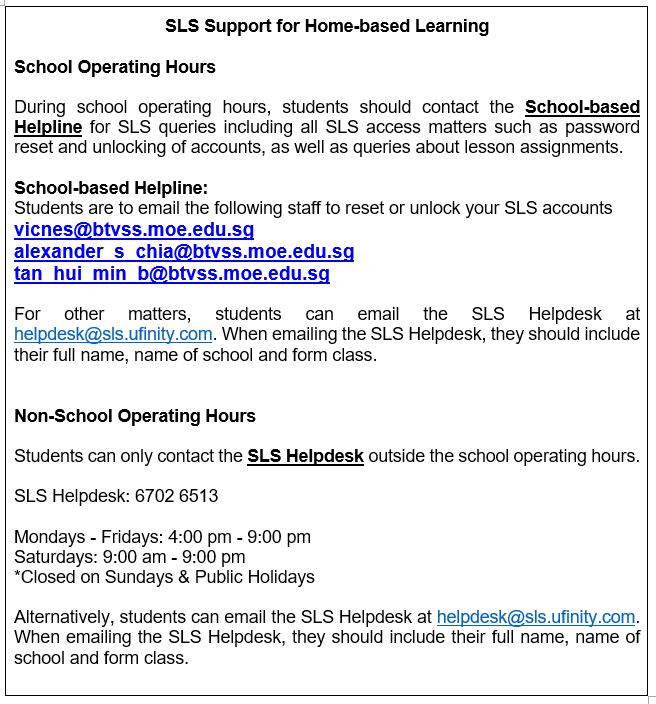 SLS Support for Home-based Learning
School Operating Hours
During school operating hours, students should contact the School-based
Helpline for SLS queries including all SLS access matters such as password
reset and unlocking of accounts, as well as queries about lesson assignments.
School-based Helpline:
Students are to email the following staff to reset or unlock your SLS accounts
vicnes@btvss.moe.edu.sg
alexander_s_chia@btvss.moe.edu.sg
tan_hui_min_b@btvss.moe.edu.sg
For other matters, students can email the SLS Helpdesk at
helpdesk@sls.ufinity.com. When emailing the SLS Helpdesk, they should include
their full name, name of school and form class.
Non-School Operating Hours
Students can only contact the SLS Helpdesk outside the school operating hours.
SLS Helpdesk: 6702 6513
Mondays - Fridays: 4:00 pm - 9:00 pm
Saturdays: 9:00 am - 9:00 pm
*Closed on Sundays & Public Holidays
Alternatively, students can email the SLS Helpdesk at helpdesk@sls.ufinity.com.
When emailing the SLS Helpdesk, they should include their full name, name of
school and form class.